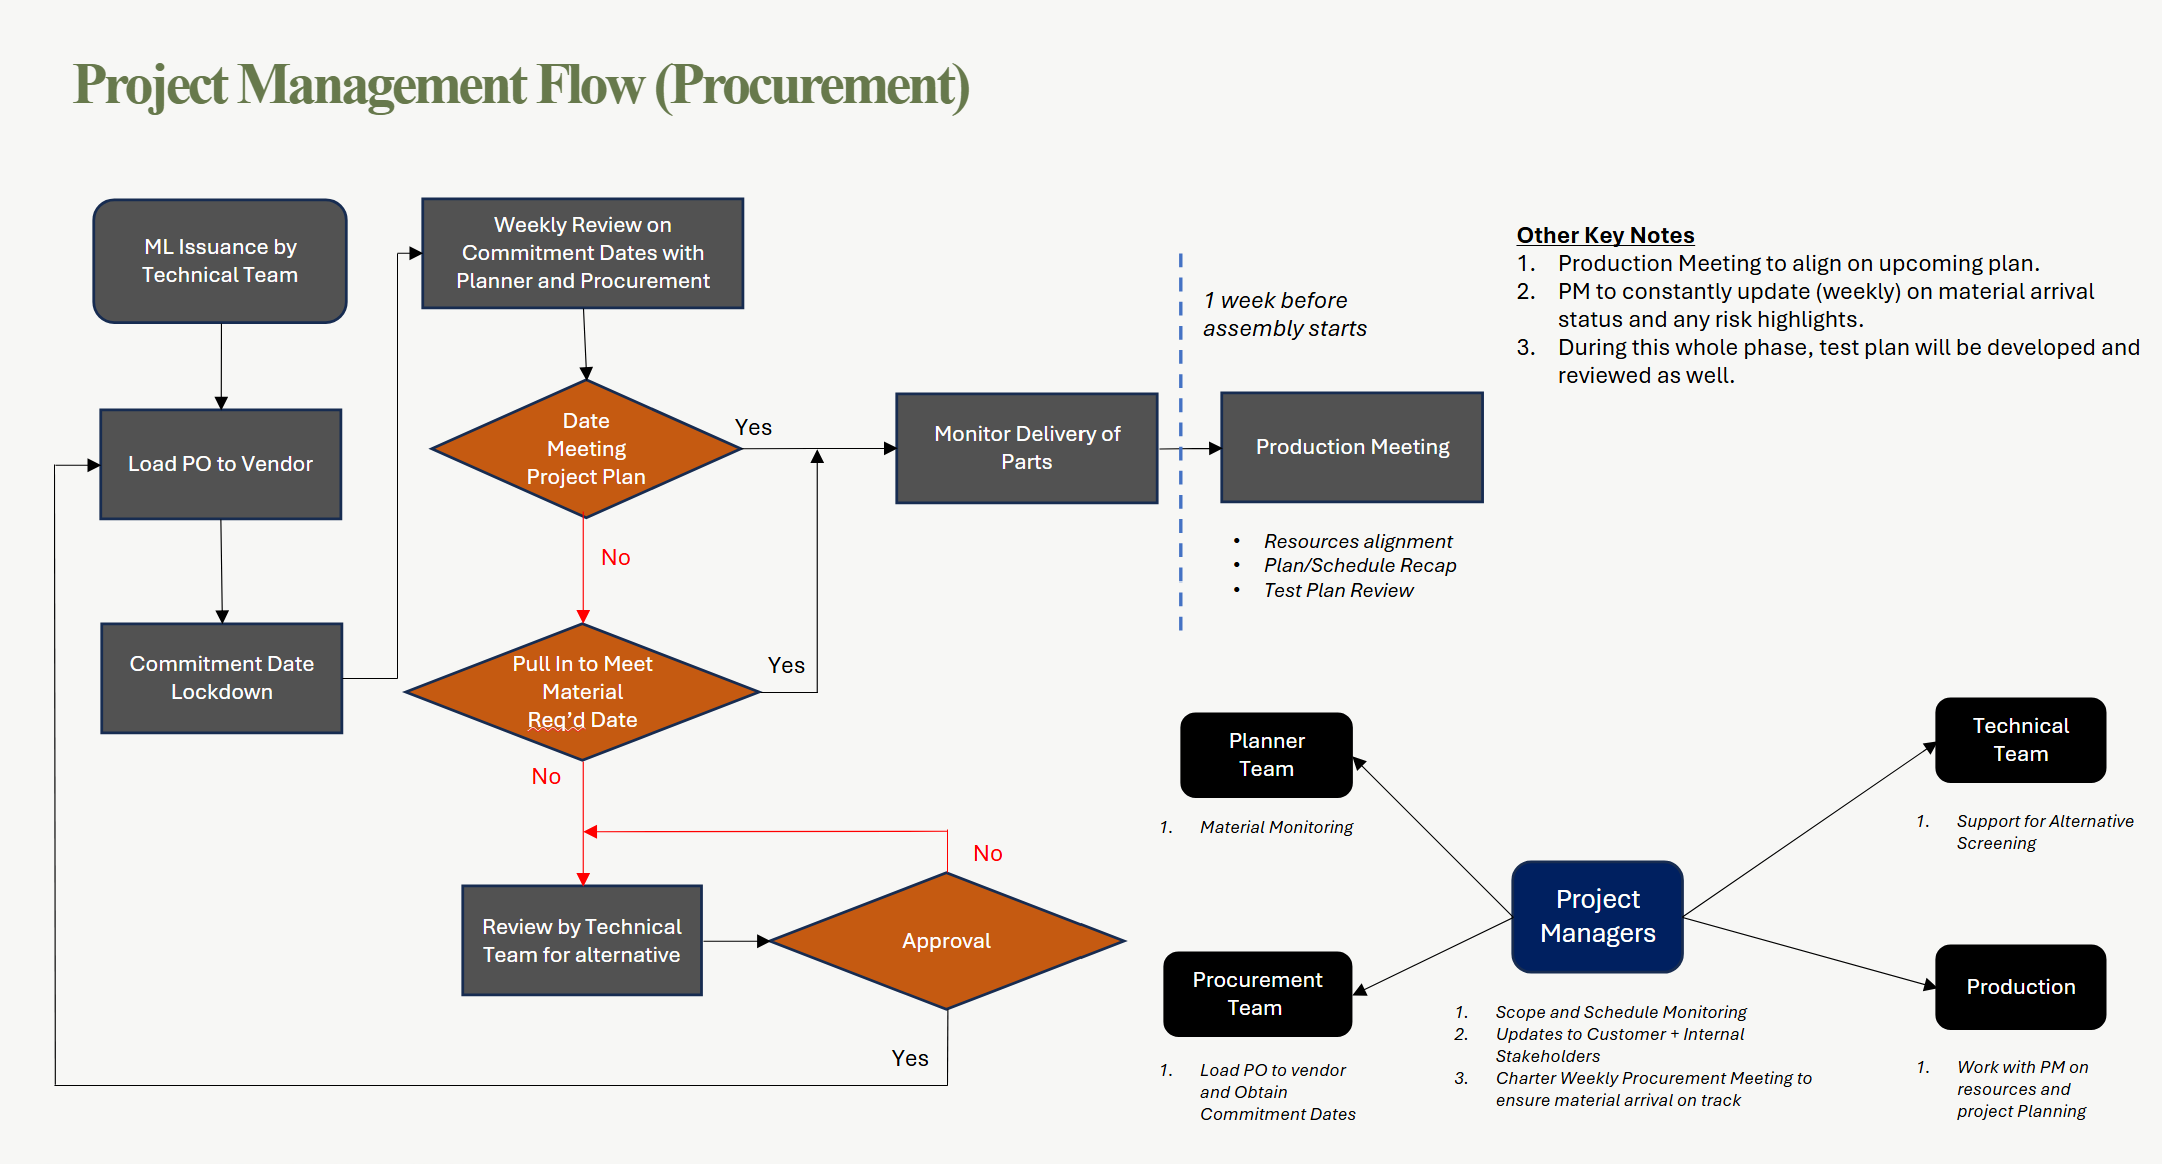 Project Management Flow (Procurement)
ML Issuance by
Technical Team
Load PO to Vendor
Commitment Date
Lockdown
Weekly Review on
Commitment Dates with
Planner and Procurement
Date
Meeting
Project Plan
Yes
No
Pull In to Meet
Material
Req’d Date
Yes
No
Review by Technical
Team for alternative
Approval
No
Yes
Monitor Delivery of
Parts
1 week before
assembly starts
Production Meeting
• Resources alignment
• Plan/Schedule Recap
• Test Plan Review
Other Key Notes
1. Production Meeting to align on upcoming plan.
2. PM to constantly update (weekly) on material arrival
status and any risk highlights.
3. During this whole phase, test plan will be developed and
reviewed as well.
Planner
Team
1. Material Monitoring
Technical
Team
1. Support for Alternative
Screening
Project
Managers
1. Scope and Schedule Monitoring
2. Updates to Customer + Internal
Stakeholders
3. Charter Weekly Procurement Meeting to
ensure material arrival on track
Procurement
Team
1. Load PO to vendor
and Obtain
Commitment Dates
Production
1. Work with PM on
resources and
project Planning